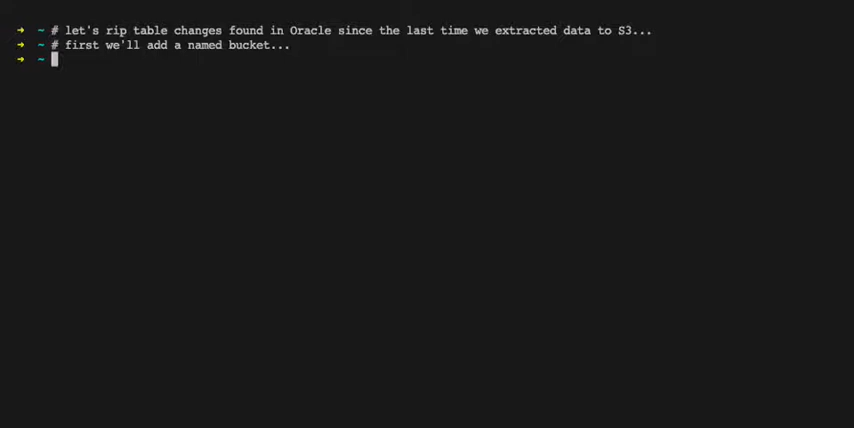 ➜ ~ # let's rip table changes found in Oracle since the last time we extracted data to S3...
➜ ~ # first we'll add a named bucket...
➜ ~